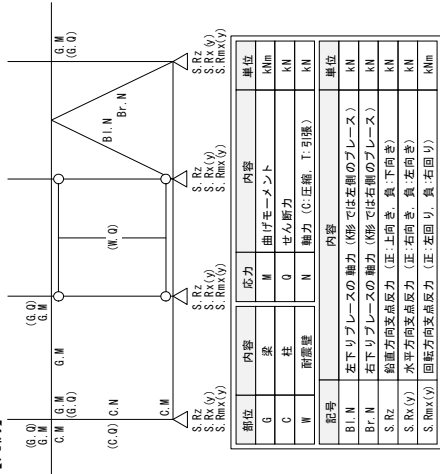 (G.Q)
G.M
C.M
G.M
(G.Q)
(C.Q)
C.N
C.M
G.M
(G.Q)
G.M
(W.Q)
Bl.N
Br.N
G.M
(G.Q)
S.Rz
S.Rx(y)
S.Rmx(y)
S.Rz
S.Rx(y)
S.Rmx(y)
S.Rz
S.Rx(y)
S.Rmx(y)
S.Rz
S.Rx(y)
S.Rmx(y)
部位 内容 応力 内容 単位
G 梁 M 曲げモーメント kNm
C 柱 Q せん断力 kN
W 耐震壁 N 軸力 (C:圧縮, T:引張) kN
記号 内容 単位
Bl.N 左下りブレースの軸力 (K形では左側のブレース) kN
Br.N 右下りブレースの軸力 (K形では右側のブレース) kN
S.Rz 鉛直方向支点反力 (正:上向き, 負:下向き) kN
S.Rx(y) 水平方向支点反力 (正:右向き, 負:左向き) kN
S.Rmx(y) 回転方向支点反力 (正:左回り, 負:右回り) kNm